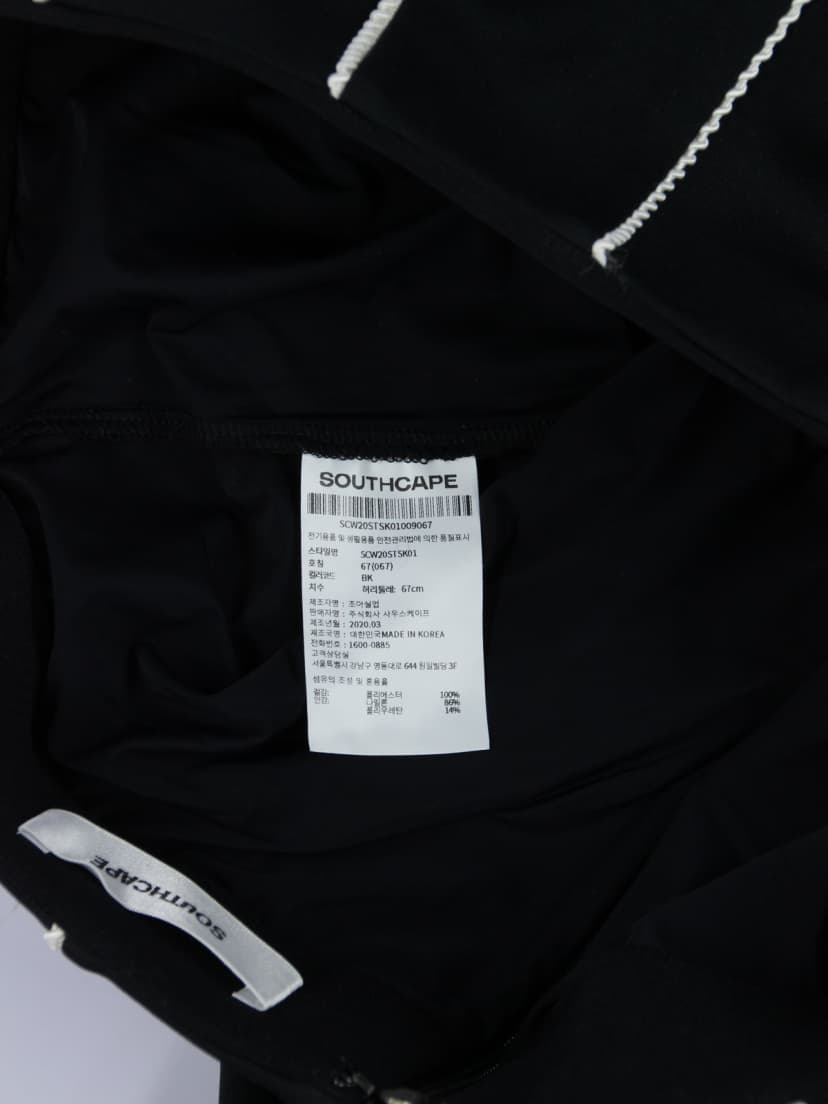 SOUTHCAPE
SCW20STSK01009067
전기용품 및 생활용품 안전관리법에 의한 품질표시
스타일명 SCW20STSK01
호칭 67(067)
컬러코드 BK
치수 허리둘레: 67cm
제조자명 : 조아실업
판매자명 : 주식회사 사우스케이프
제조년월 : 2020.03
제조국명 : 대한민국MADE IN KOREA
전화번호 : 1600-0885
고객상담실
서울특별시 강남구 영동대로 644 원일빌딩 3F
섬유의 조성 및 혼용율
겉감: 폴리에스터 100%
안감: 나일론 86%
폴리우레탄 14%
SOUTHCAPE